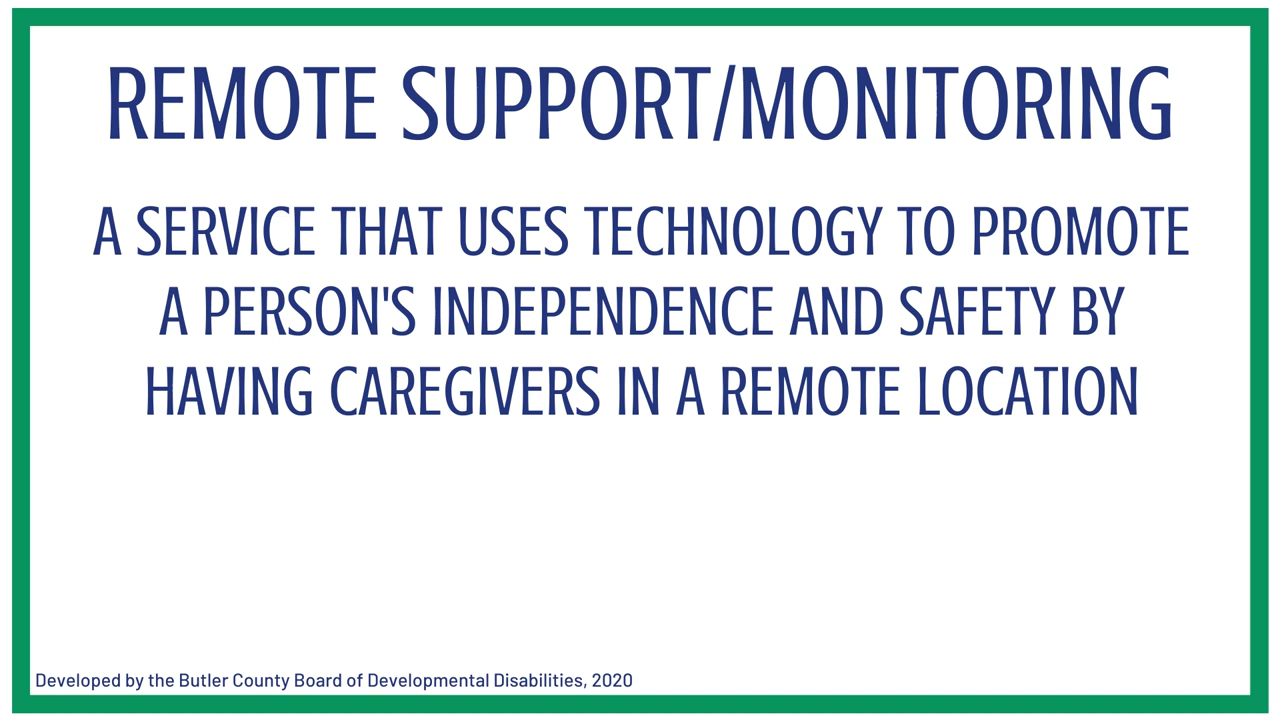 REMOTE SUPPORT/MONITORING
A SERVICE THAT USES TECHNOLOGY TO PROMOTE
A PERSON'S INDEPENDENCE AND SAFETY BY
HAVING CAREGIVERS IN A REMOTE LOCATION
Developed by the Butler County Board of Developmental Disabilities, 2020